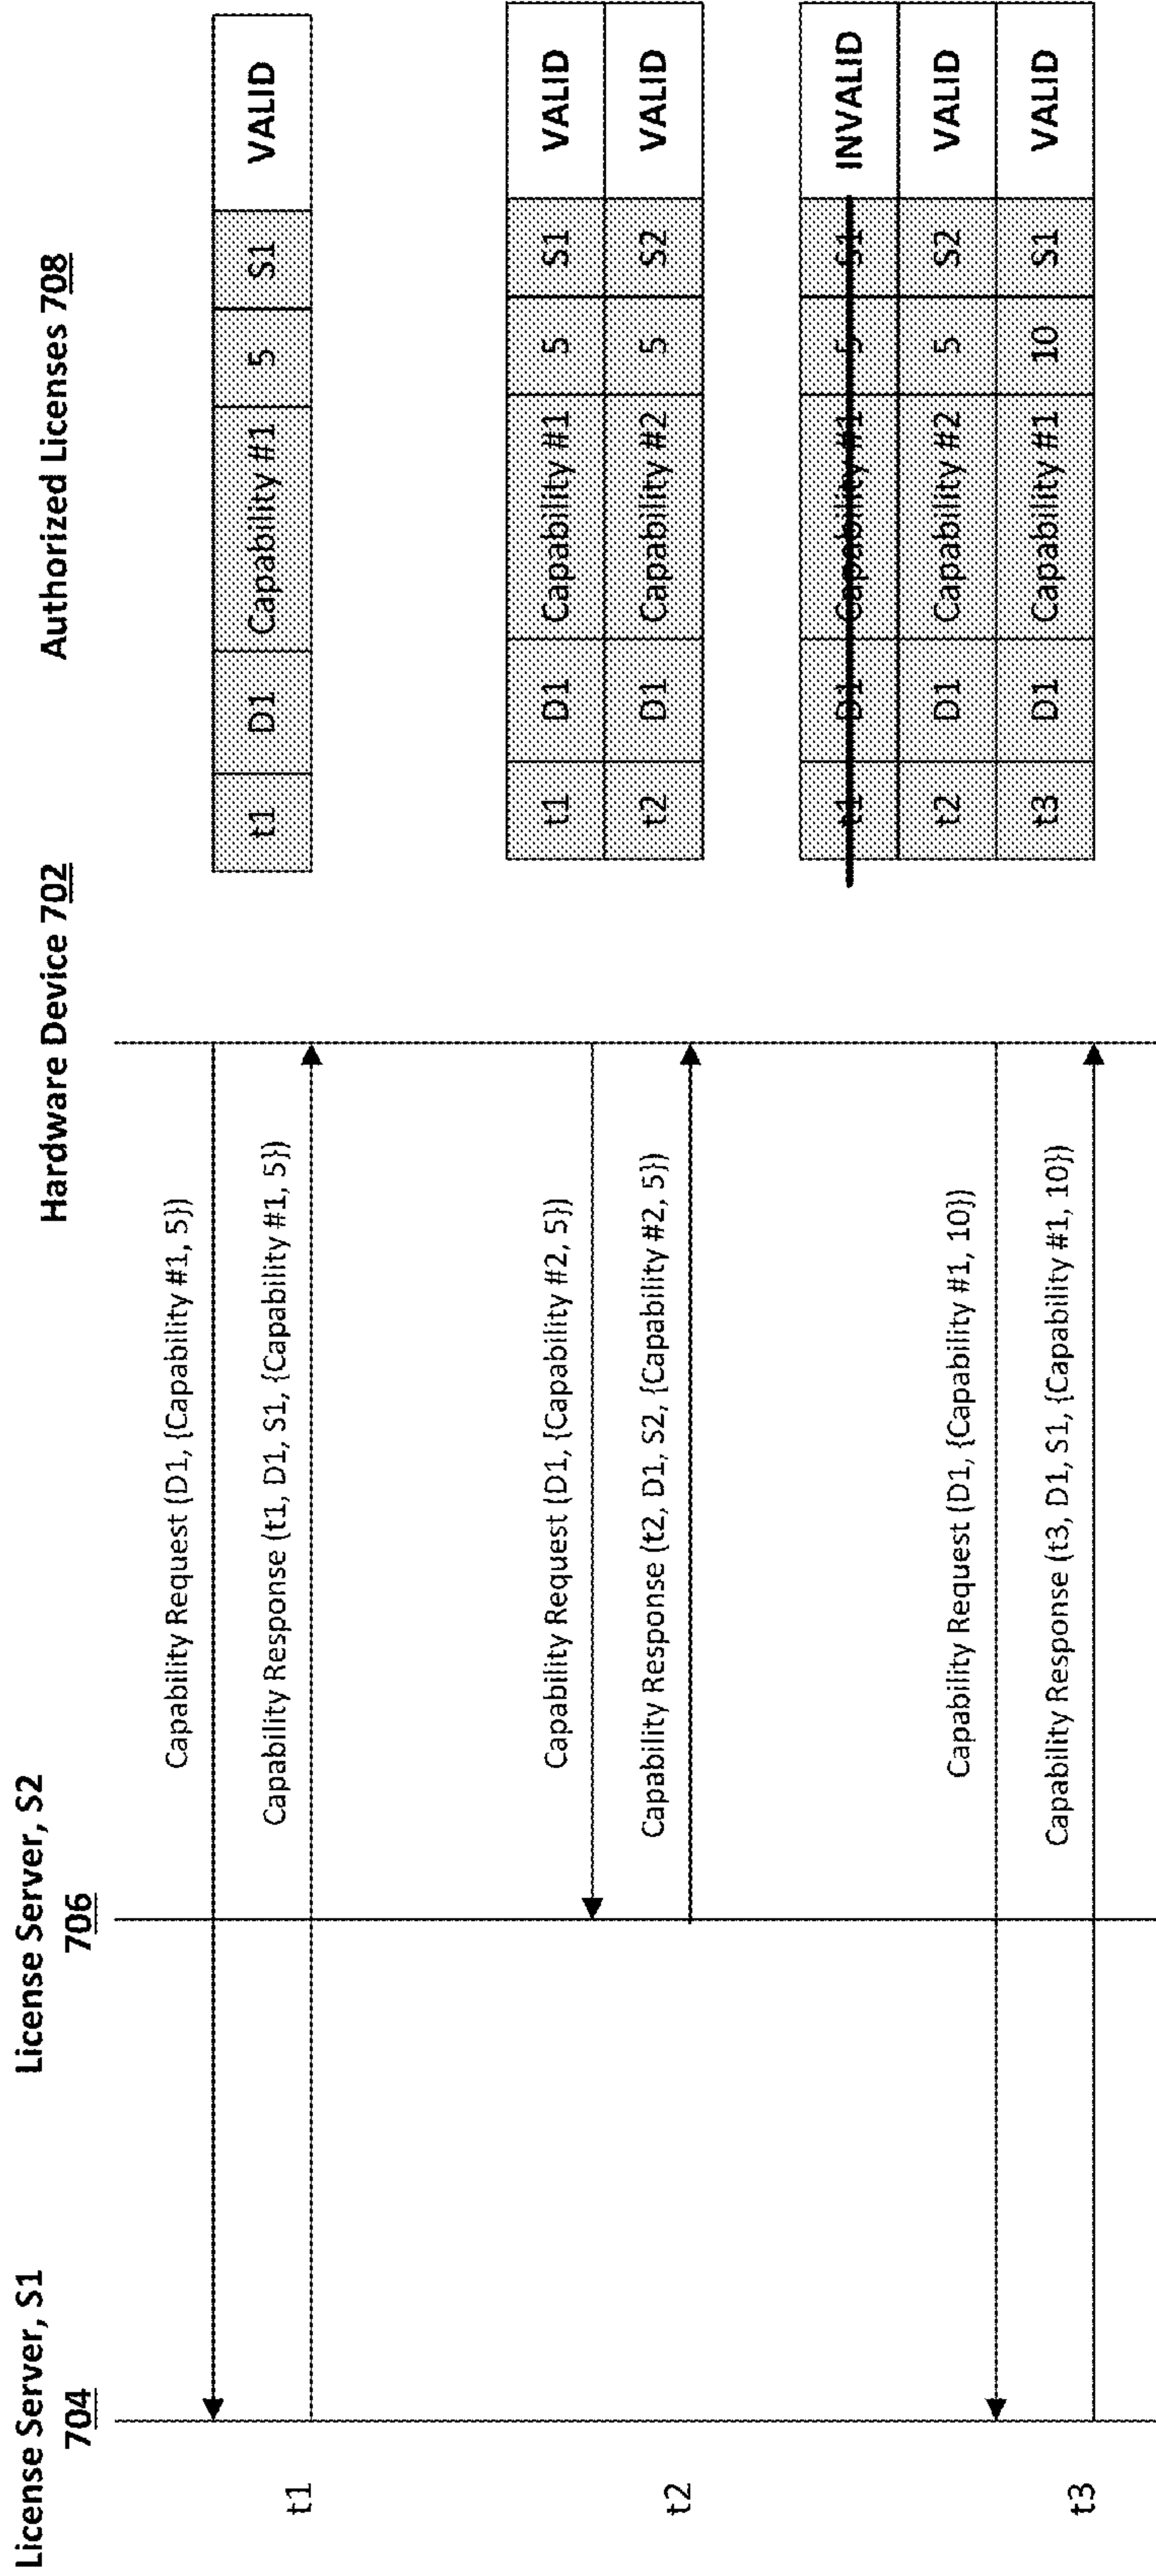 License Server, S1
704
License Server, S2
706
Hardware Device 702
Authorized Licenses 708
t1
Capability Request (D1, {Capability #1, 5})
Capability Response (t1, D1, S1, {Capability #1, 5})
t1 D1 Capability #1 5 S1 VALID
t2
Capability Request (D1, {Capability #2, 5})
Capability Response (t2, D1, S2, {Capability #2, 5})
t1 D1 Capability #1 5 S1 VALID
t2 D1 Capability #2 5 S2 VALID
t3
Capability Request (D1, {Capability #1, 10})
Capability Response (t3, D1, S1, {Capability #1, 10})
t1 D1 Capability #1 5 S1 INVALID
t2 D1 Capability #2 5 S2 VALID
t3 D1 Capability #1 10 S1 VALID